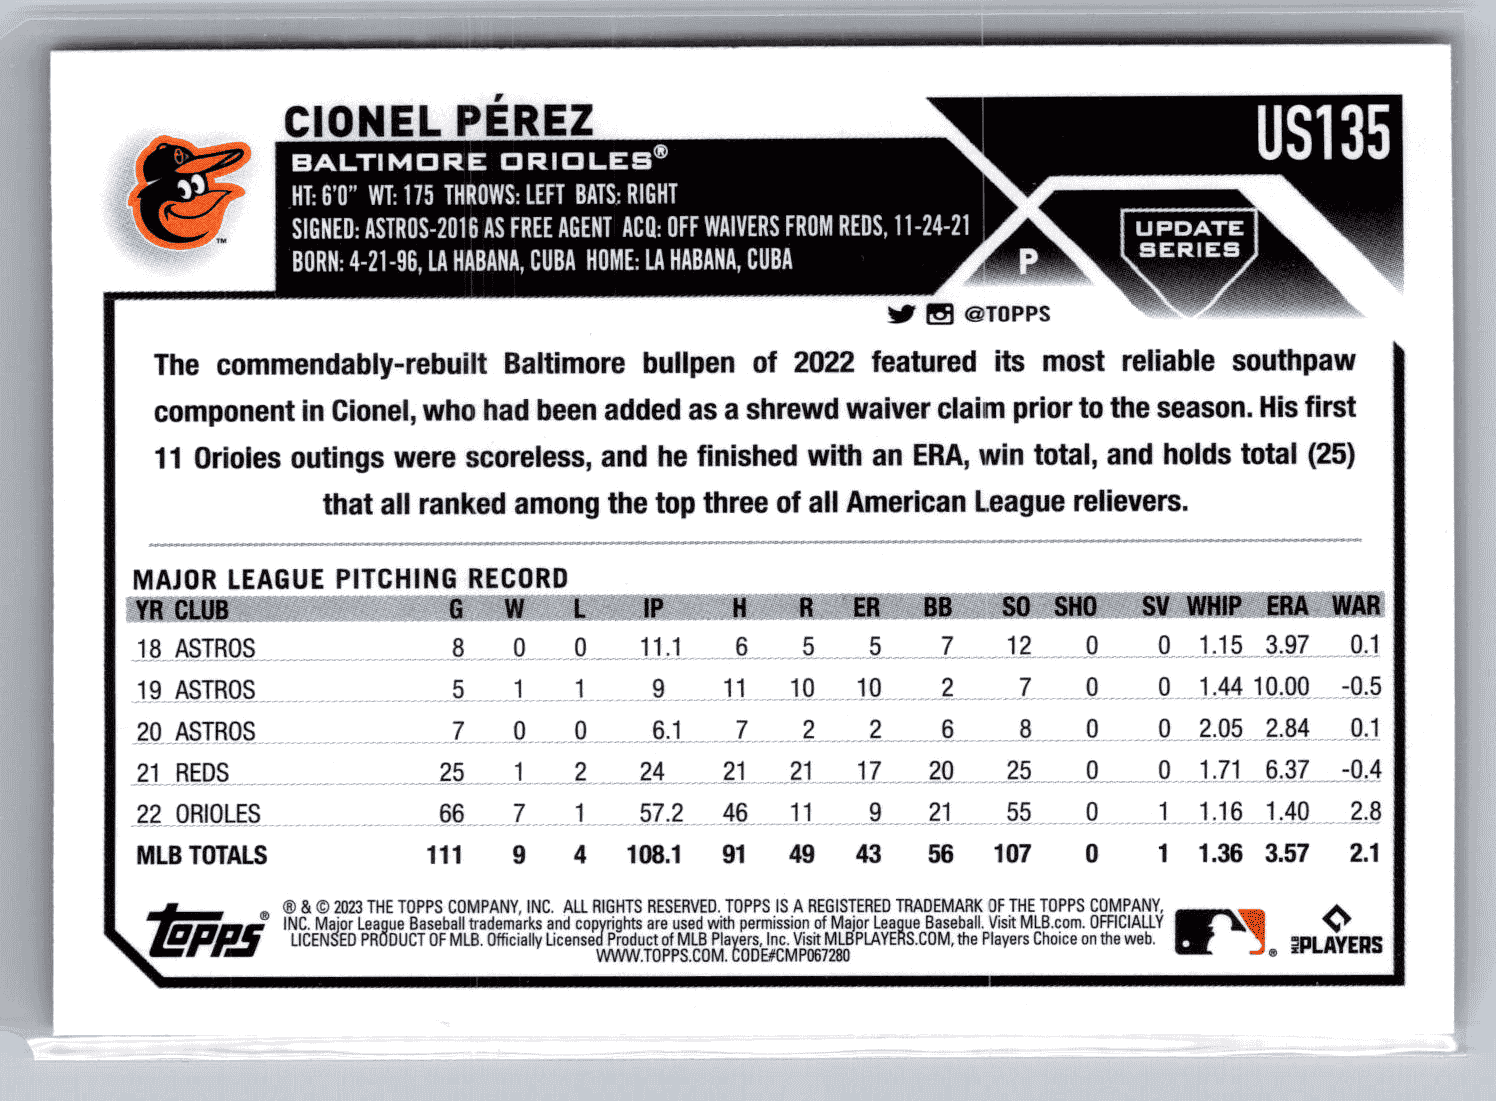 CIONEL PÉREZ
US135
BALTIMORE ORIOLES®
HT: 6'0" WT: 175 THROWS: LEFT BATS: RIGHT
SIGNED: ASTROS-2016 AS FREE AGENT ACQ: OFF WAIVERS FROM REDS, 11-24-21
BORN: 4-21-96, LA HABANA, CUBA HOME: LA HABANA, CUBA
P
UPDATE
SERIES
TM
@TOPPS
The commendably-rebuilt Baltimore bullpen of 2022 featured its most reliable southpaw
component in Cionel, who had been added as a shrewd waiver claim prior to the season. His first
11 Orioles outings were scoreless, and he finished with an ERA, win total, and holds total (25)
that all ranked among the top three of all American League relievers.
MAJOR LEAGUE PITCHING RECORD
YR CLUB G W L IP H R ER BB SO SHO SV WHIP ERA WAR
18 ASTROS 8 0 0 11.1 6 5 5 7 12 0 0 1.15 3.97 0.1
19 ASTROS 5 1 1 9 11 10 10 2 7 0 0 1.44 10.00 -0.5
20 ASTROS 7 0 0 6.1 7 2 2 6 8 0 0 2.05 2.84 0.1
21 REDS 25 1 2 24 21 21 17 20 25 0 0 1.71 6.37 -0.4
22 ORIOLES 66 7 1 57.2 46 11 9 21 55 0 1 1.16 1.40 2.8
MLB TOTALS 111 9 4 108.1 91 49 43 56 107 0 1 1.36 3.57 2.1
Topps®
® & © 2023 THE TOPPS COMPANY, INC. ALL RIGHTS RESERVED. TOPPS IS A REGISTERED TRADEMARK OF THE TOPPS COMPANY,
INC. Major League Baseball trademarks and copyrights are used with permission of Major League Baseball. Visit MLB.com. OFFICIALLY
LICENSED PRODUCT OF MLB. Officially Licensed Product of MLB Players, Inc. Visit MLBPLAYERS.COM, the Players Choice on the web.
WWW.TOPPS.COM. CODE#CMP067280
®
MLB PLAYERS